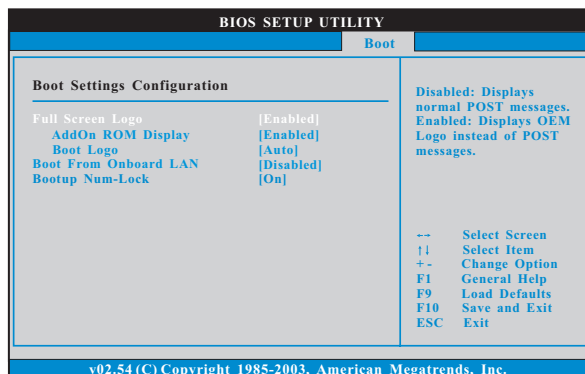 BIOS SETUP UTILITY
Boot
Boot Settings Configuration
Full Screen Logo [Enabled]
AddOn ROM Display [Enabled]
Boot Logo [Auto]
Boot From Onboard LAN [Disabled]
Bootup Num-Lock [On]
Disabled: Displays
normal POST messages.
Enabled: Displays OEM
Logo instead of POST
messages.
←→ Select Screen
↑↓ Select Item
+ - Change Option
F1 General Help
F9 Load Defaults
F10 Save and Exit
ESC Exit
v02.54 (C) Copyright 1985-2003, American Megatrends, Inc.